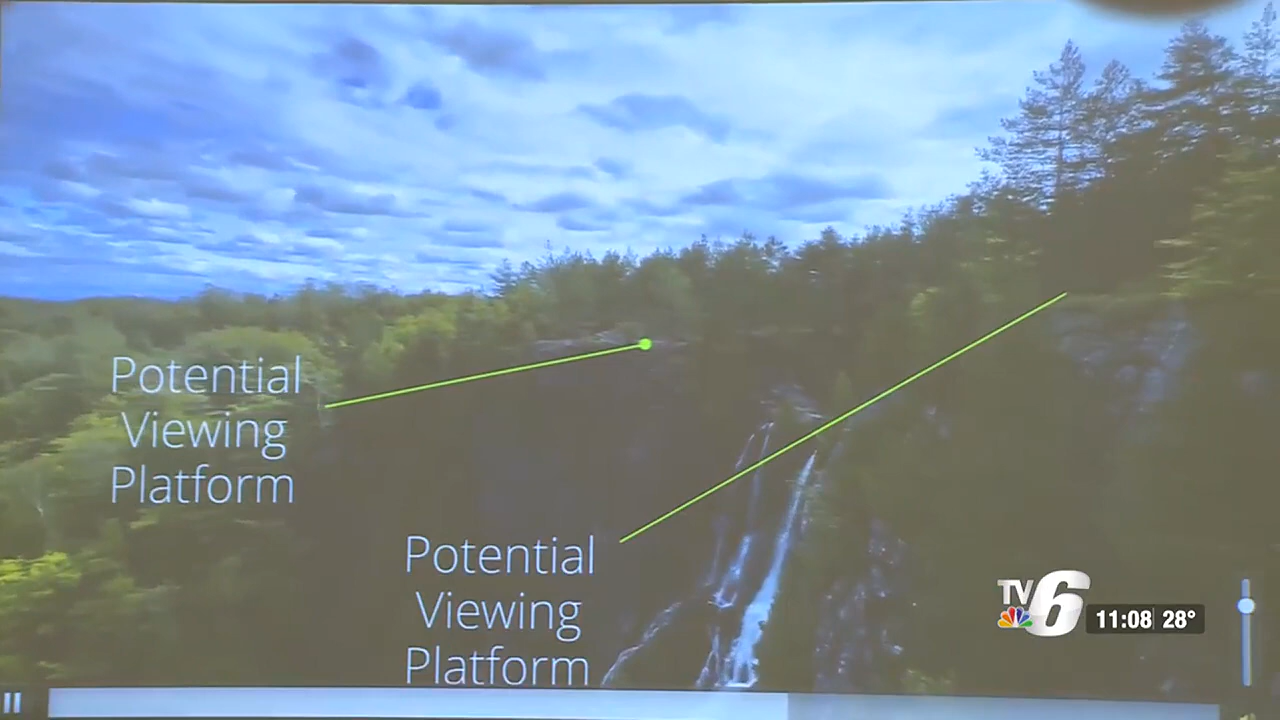 Potential
Viewing
Platform
Potential
Viewing
Platform
TV6
11:08 28°